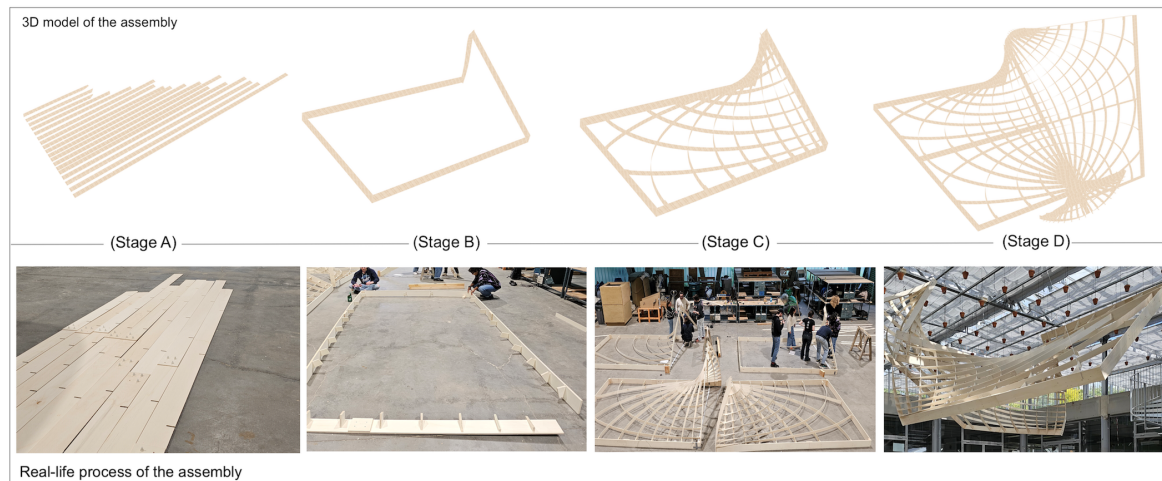 3D model of the assembly
(Stage A)
(Stage B)
(Stage C)
(Stage D)
Real-life process of the assembly